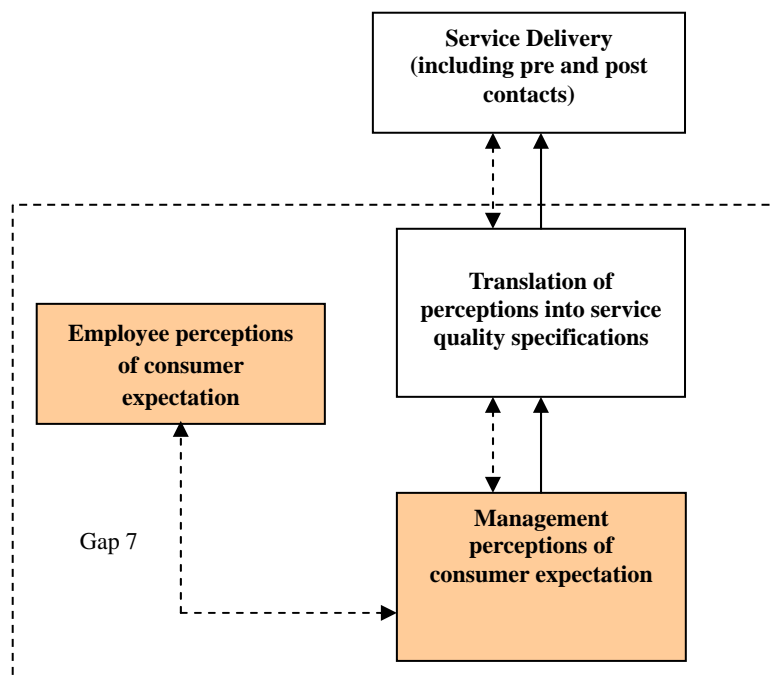 Service Delivery
(including pre and post
contacts)
Translation of
perceptions into service
quality specifications
Employee perceptions
of consumer
expectation
Gap 7
Management
perceptions of
consumer expectation